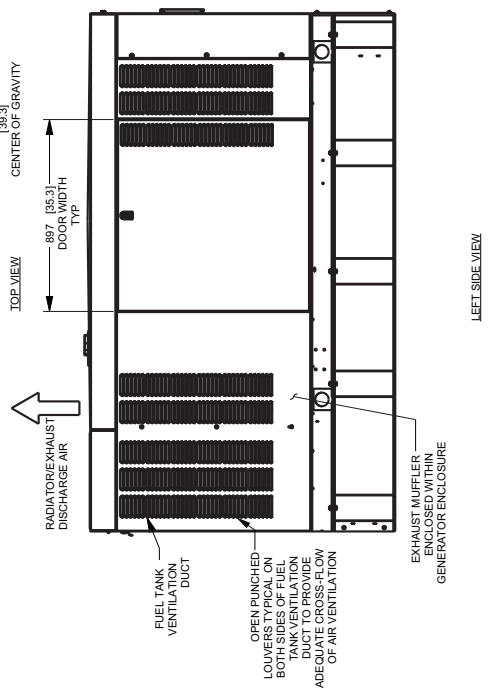 [39.3]
CENTER OF GRAVITY
TOP VIEW
897 [35.3]
DOOR WIDTH
TYP
RADIATOR/EXHAUST
DISCHARGE AIR
FUEL TANK
VENTILATION
DUCT
OPEN PUNCHED
LOUVERS TYPICAL ON
BOTH SIDES OF FUEL
TANK VENTILATION
DUCT TO PROVIDE
ADEQUATE CROSS-FLOW
OF AIR VENTILATION
EXHAUST MUFFLER
ENCLOSED WITHIN
GENERATOR ENCLOSURE
LEFT SIDE VIEW